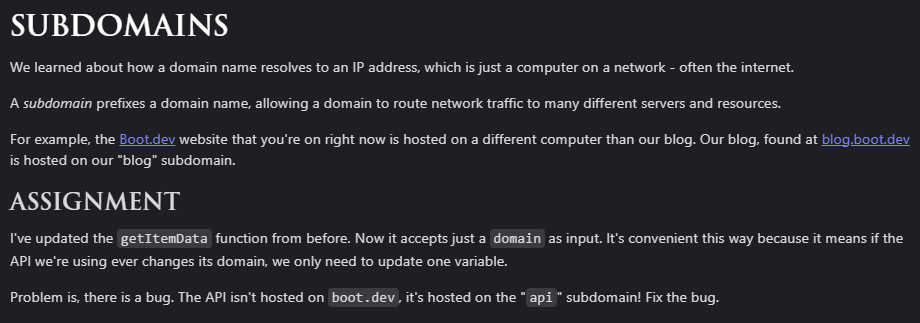 SUBDOMAINS
We learned about how a domain name resolves to an IP address, which is just a computer on a network - often the internet.
A subdomain prefixes a domain name, allowing a domain to route network traffic to many different servers and resources.
For example, the Boot.dev website that you're on right now is hosted on a different computer than our blog. Our blog, found at blog.boot.dev
is hosted on our "blog" subdomain.
ASSIGNMENT
I've updated the getItemData function from before. Now it accepts just a domain as input. It's convenient this way because it means if the
API we're using ever changes its domain, we only need to update one variable.
Problem is, there is a bug. The API isn't hosted on boot.dev, it's hosted on the "api" subdomain! Fix the bug.